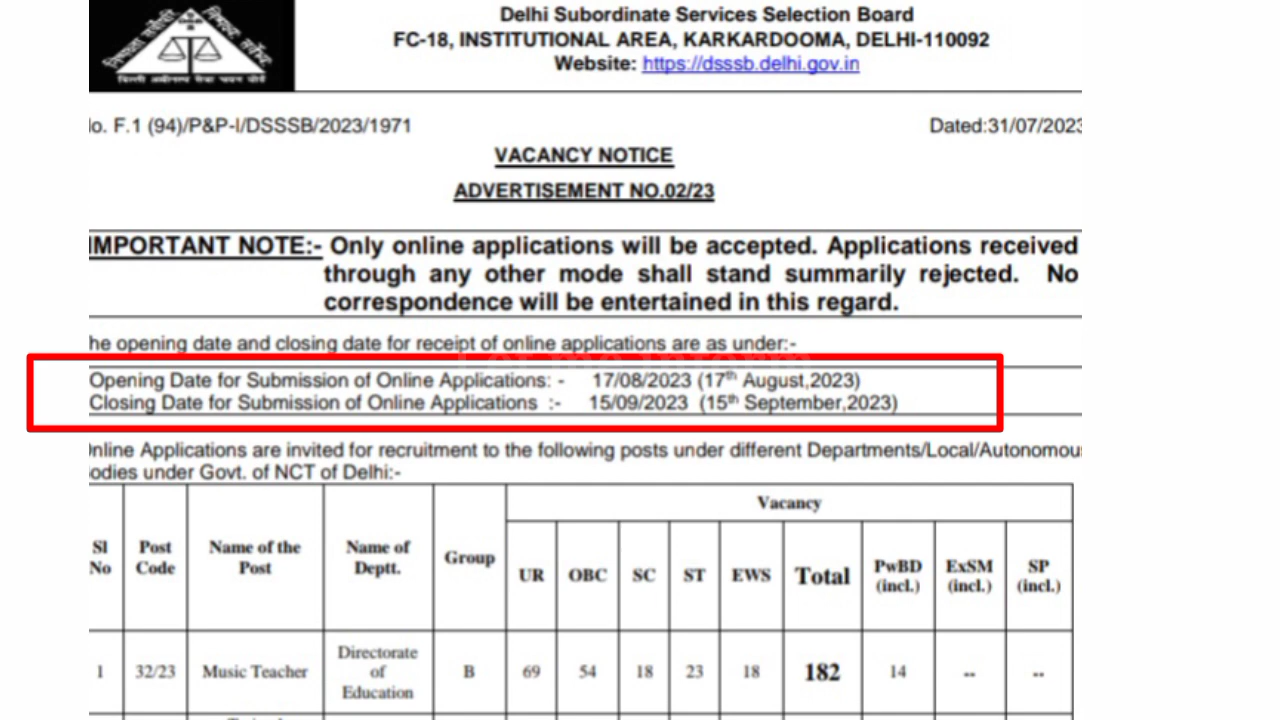 Delhi Subordinate Services Selection Board
FC-18, INSTITUTIONAL AREA, KARKARDOOMA, DELHI-110092
Website: https://dsssb.delhi.gov.in
दिल्ली अधीनस्थ सेवा चयन बोर्ड
o. F.1 (94)/P&P-I/DSSSB/2023/1971 Dated:31/07/2023
VACANCY NOTICE
ADVERTISEMENT NO.02/23
IMPORTANT NOTE:- Only online applications will be accepted. Applications received
through any other mode shall stand summarily rejected. No
correspondence will be entertained in this regard.
he opening date and closing date for receipt of online applications are as under:-
Opening Date for Submission of Online Applications: - 17/08/2023 (17th August,2023)
Closing Date for Submission of Online Applications :- 15/09/2023 (15th September,2023)
nline Applications are invited for recruitment to the following posts under different Departments/Local/Autonomou
odies under Govt. of NCT of Delhi:-
Vacancy
Sl No Post Code Name of the Post Name of Deptt. Group UR OBC SC ST EWS Total PwBD (incl.) ExSM (incl.) SP (incl.)
1 32/23 Music Teacher Directorate of Education B 69 54 18 23 18 182 14 -- --